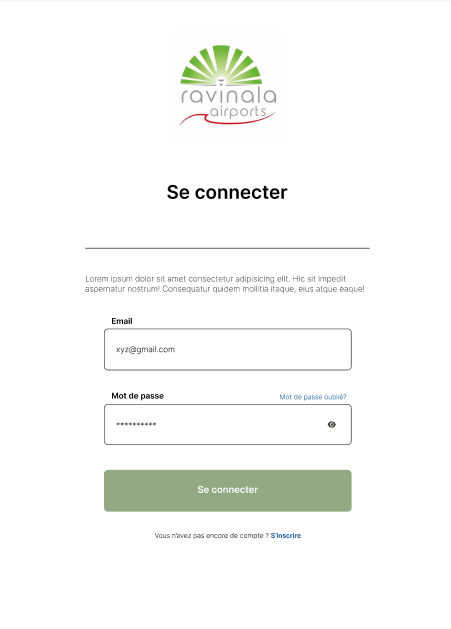 ravinala
airports
Se connecter
Lorem ipsum dolor sit amet consectetur adipisicing elit. Hic sit impedit
aspernatur nostrum! Consequatur quidem mollitia itaque, eius atque eaque!
Email
xyz@gmail.com
Mot de passe
Mot de passe oublié?
**********
Se connecter
Vous n'avez pas encore de compte ? S'inscrire